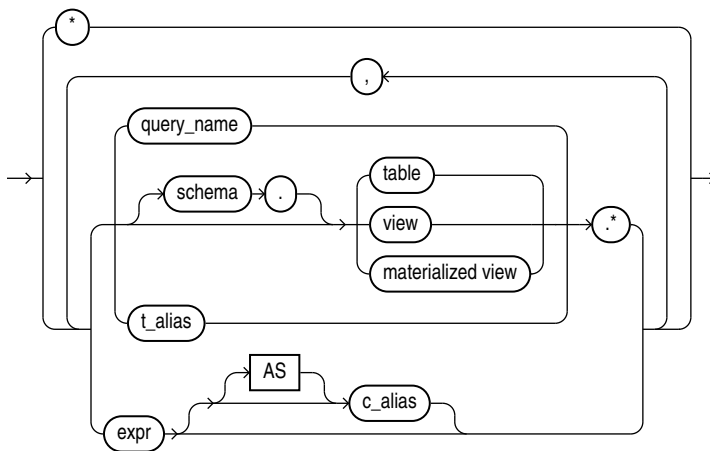 *
,
query_name
schema . table
view .*
materialized view
t_alias
AS
c_alias
expr